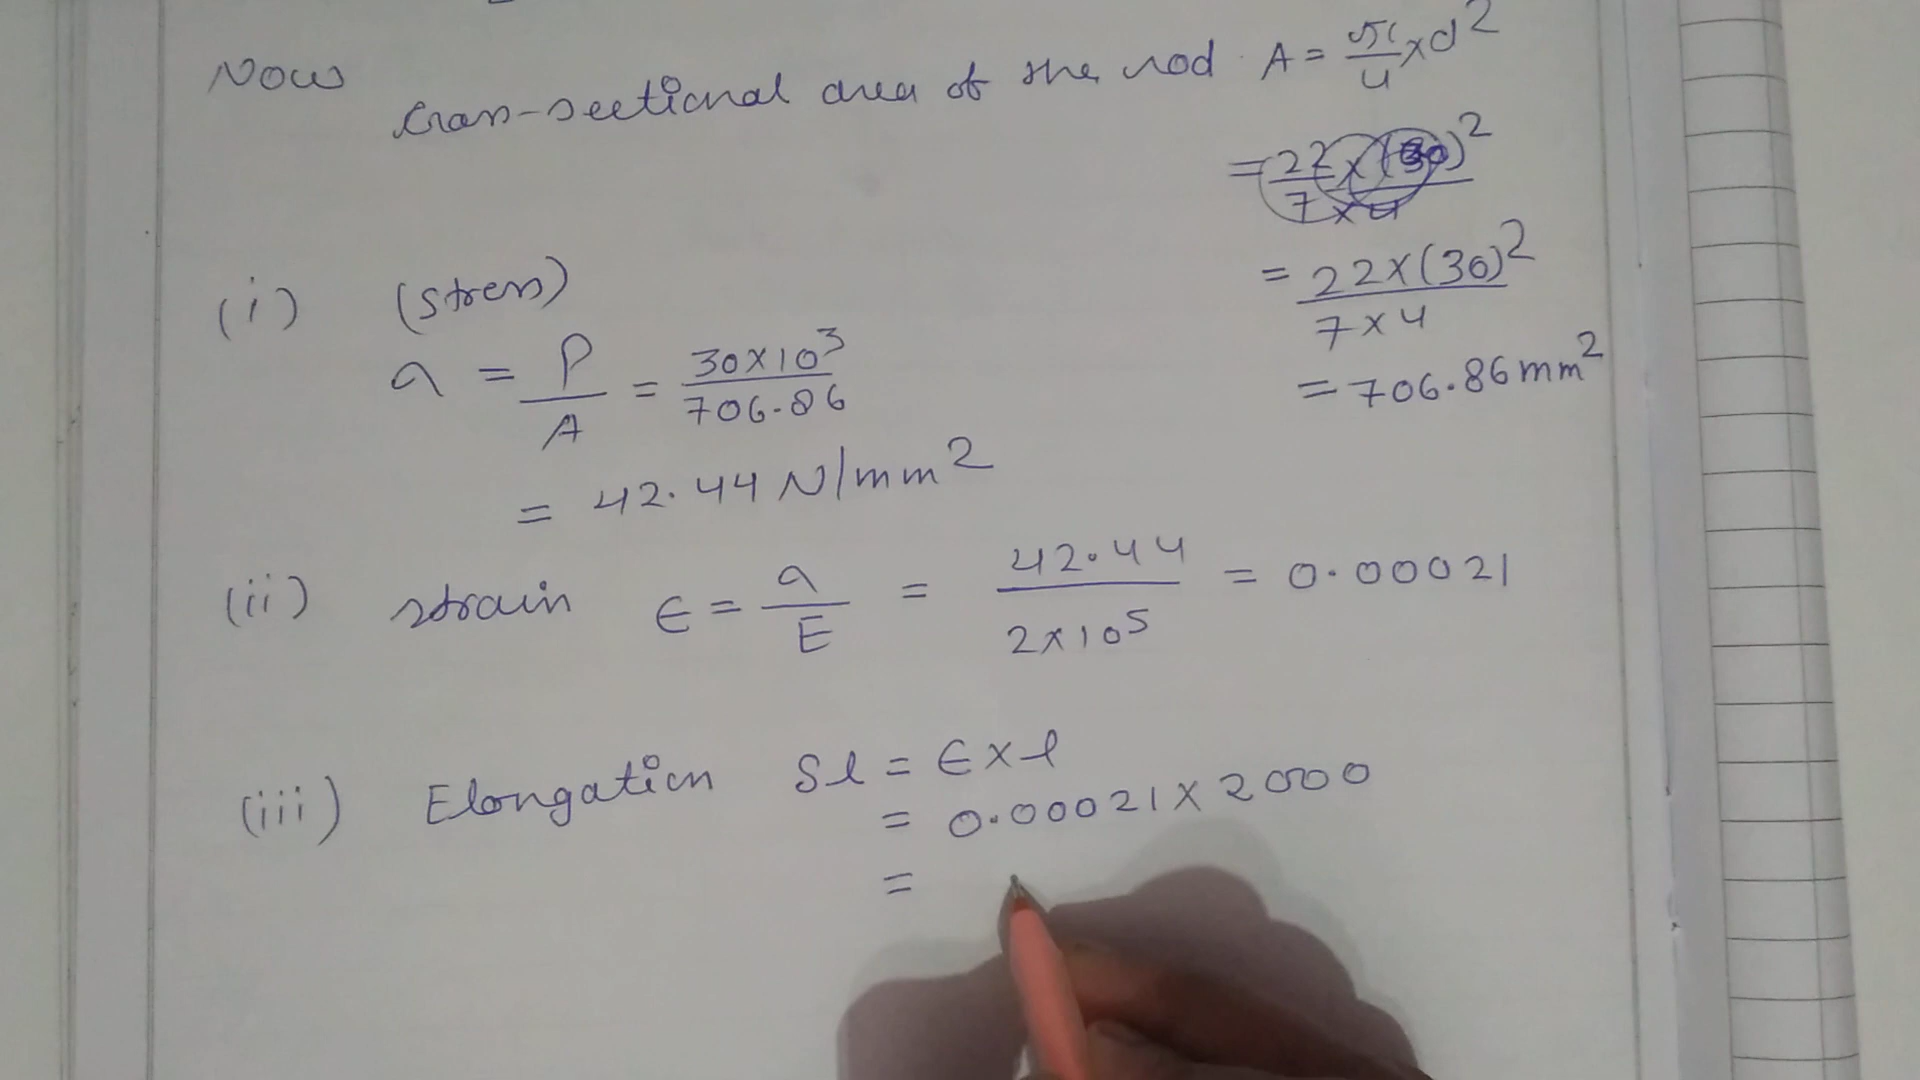 Now
Cross-sectional area of the rod A = π/4 × d²
= 22 × (30)² / 7 × 4
= 22 × (30)² / 7 × 4
= 706.86 mm²
(i) (stress)
σ = P/A = 30×10³ / 706.86
= 42.44 N/mm²
(ii) strain ∈ = σ/E = 42.44 / 2×10⁵ = 0.00021
(iii) Elongation δl = ∈ × l
= 0.00021 × 2000
=